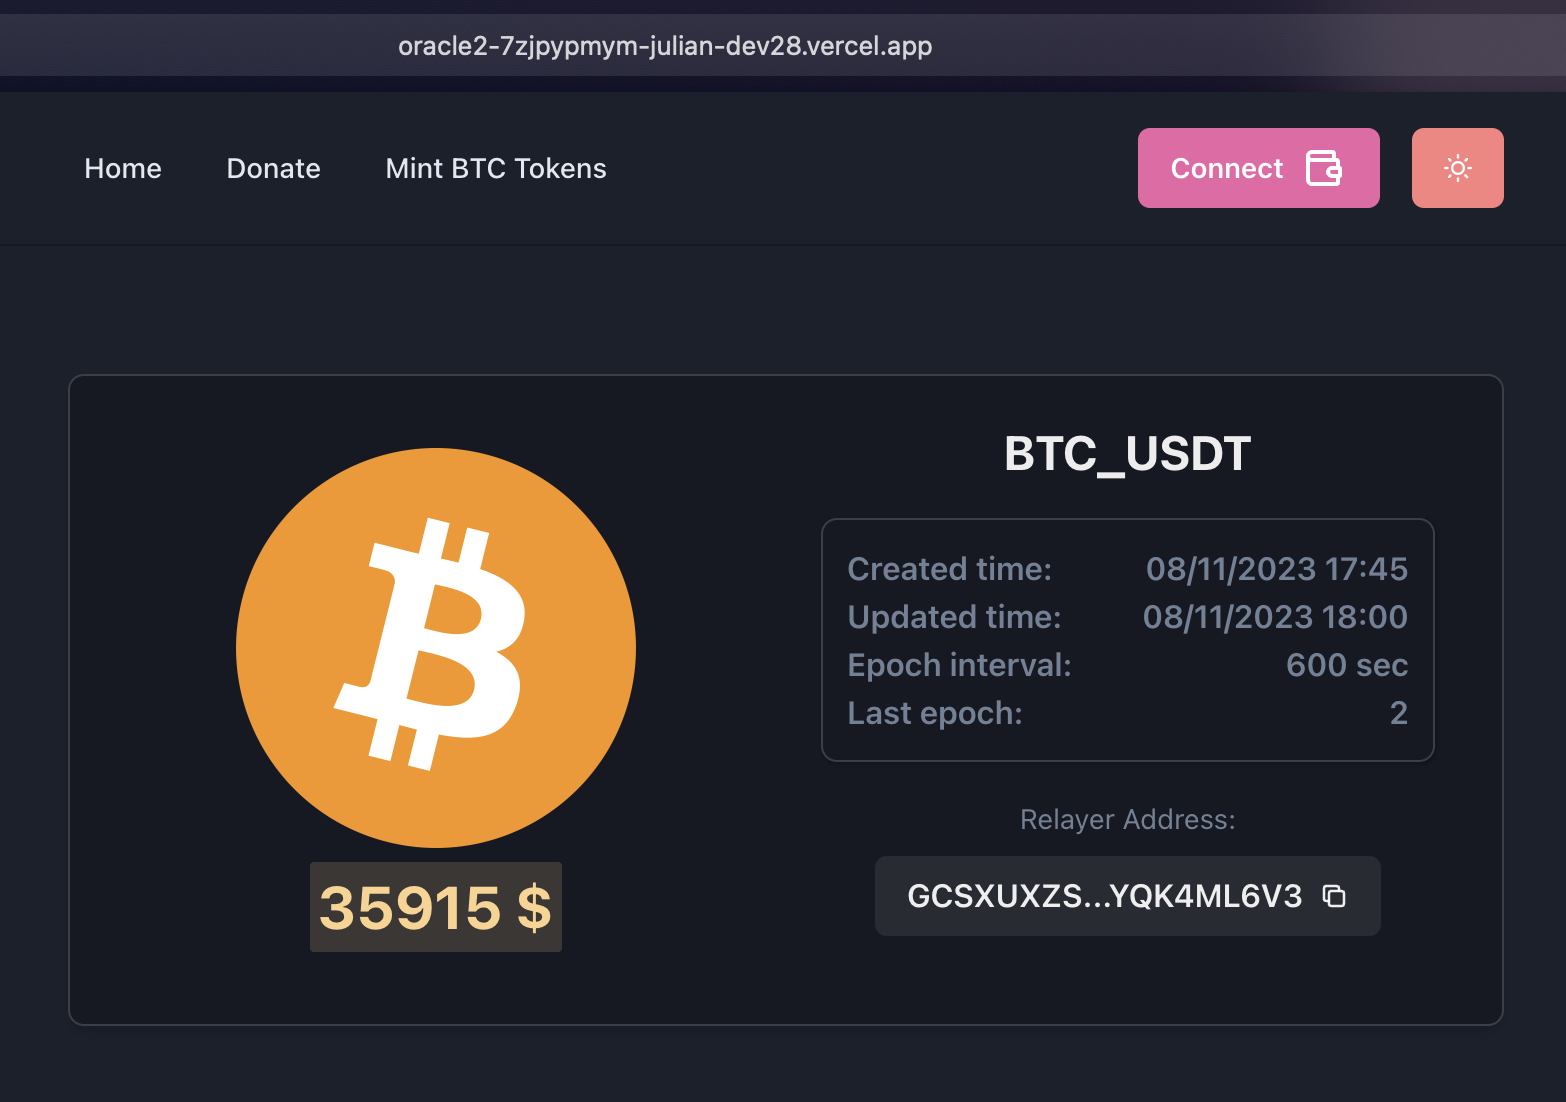 oracle2-7zjpypmym-julian-dev28.vercel.app
Home Donate Mint BTC Tokens Connect
BTC_USDT
Created time: 08/11/2023 17:45
Updated time: 08/11/2023 18:00
Epoch interval: 600 sec
Last epoch: 2
Relayer Address:
GCSXUXZS...YQK4ML6V3
35915 $